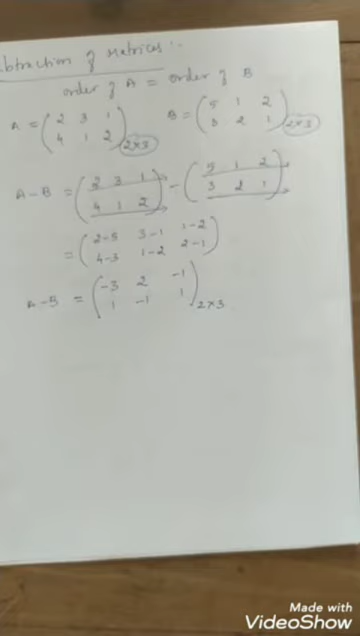 btraction of Matrices :-
order of A = order of B
A = ( 2 3 1 B = ( 5 1 2
4 1 2 ) 2×3 3 2 1 ) 2×3
A - B = ( 2 3 1 - ( 5 1 2
4 1 2 ) 3 2 1 )
= ( 2-5 3-1 1-2
4-3 1-2 2-1 )
A - B = ( -3 2 -1
1 -1 1 ) 2×3
Made with
VideoShow